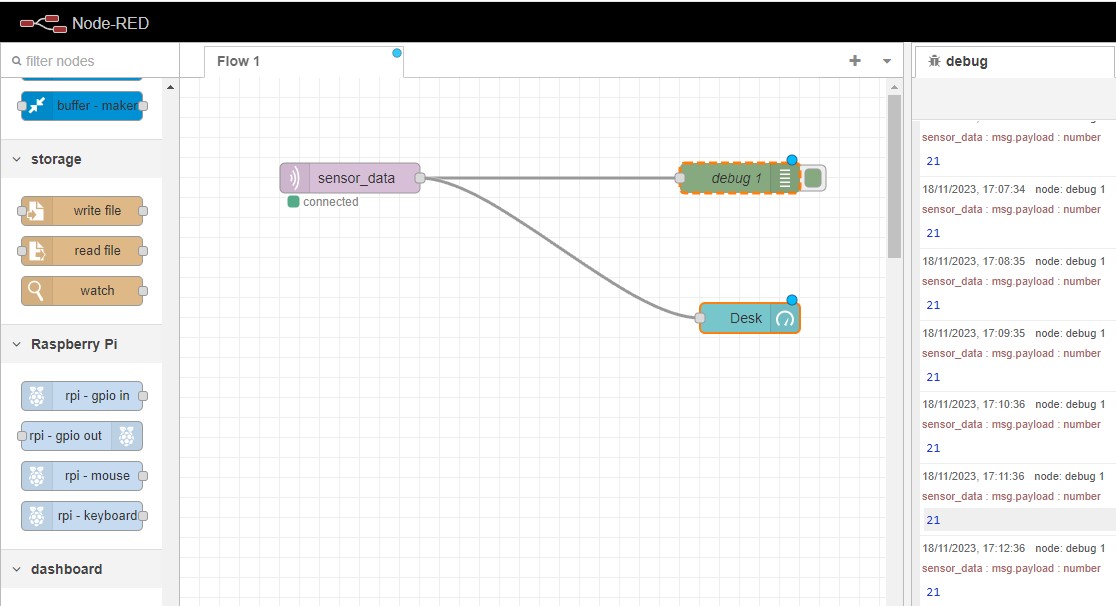 Node-RED
filter nodes
buffer - maker
storage
write file
read file
watch
Raspberry Pi
rpi - gpio in
rpi - gpio out
rpi - mouse
rpi - keyboard
dashboard
Flow 1
sensor_data
connected
debug 1
Desk
debug
sensor_data : msg.payload : number
21
18/11/2023, 17:07:34 node: debug 1
sensor_data : msg.payload : number
21
18/11/2023, 17:08:35 node: debug 1
sensor_data : msg.payload : number
21
18/11/2023, 17:09:35 node: debug 1
sensor_data : msg.payload : number
21
18/11/2023, 17:10:36 node: debug 1
sensor_data : msg.payload : number
21
18/11/2023, 17:11:36 node: debug 1
sensor_data : msg.payload : number
21
18/11/2023, 17:12:36 node: debug 1
sensor_data : msg.payload : number
21